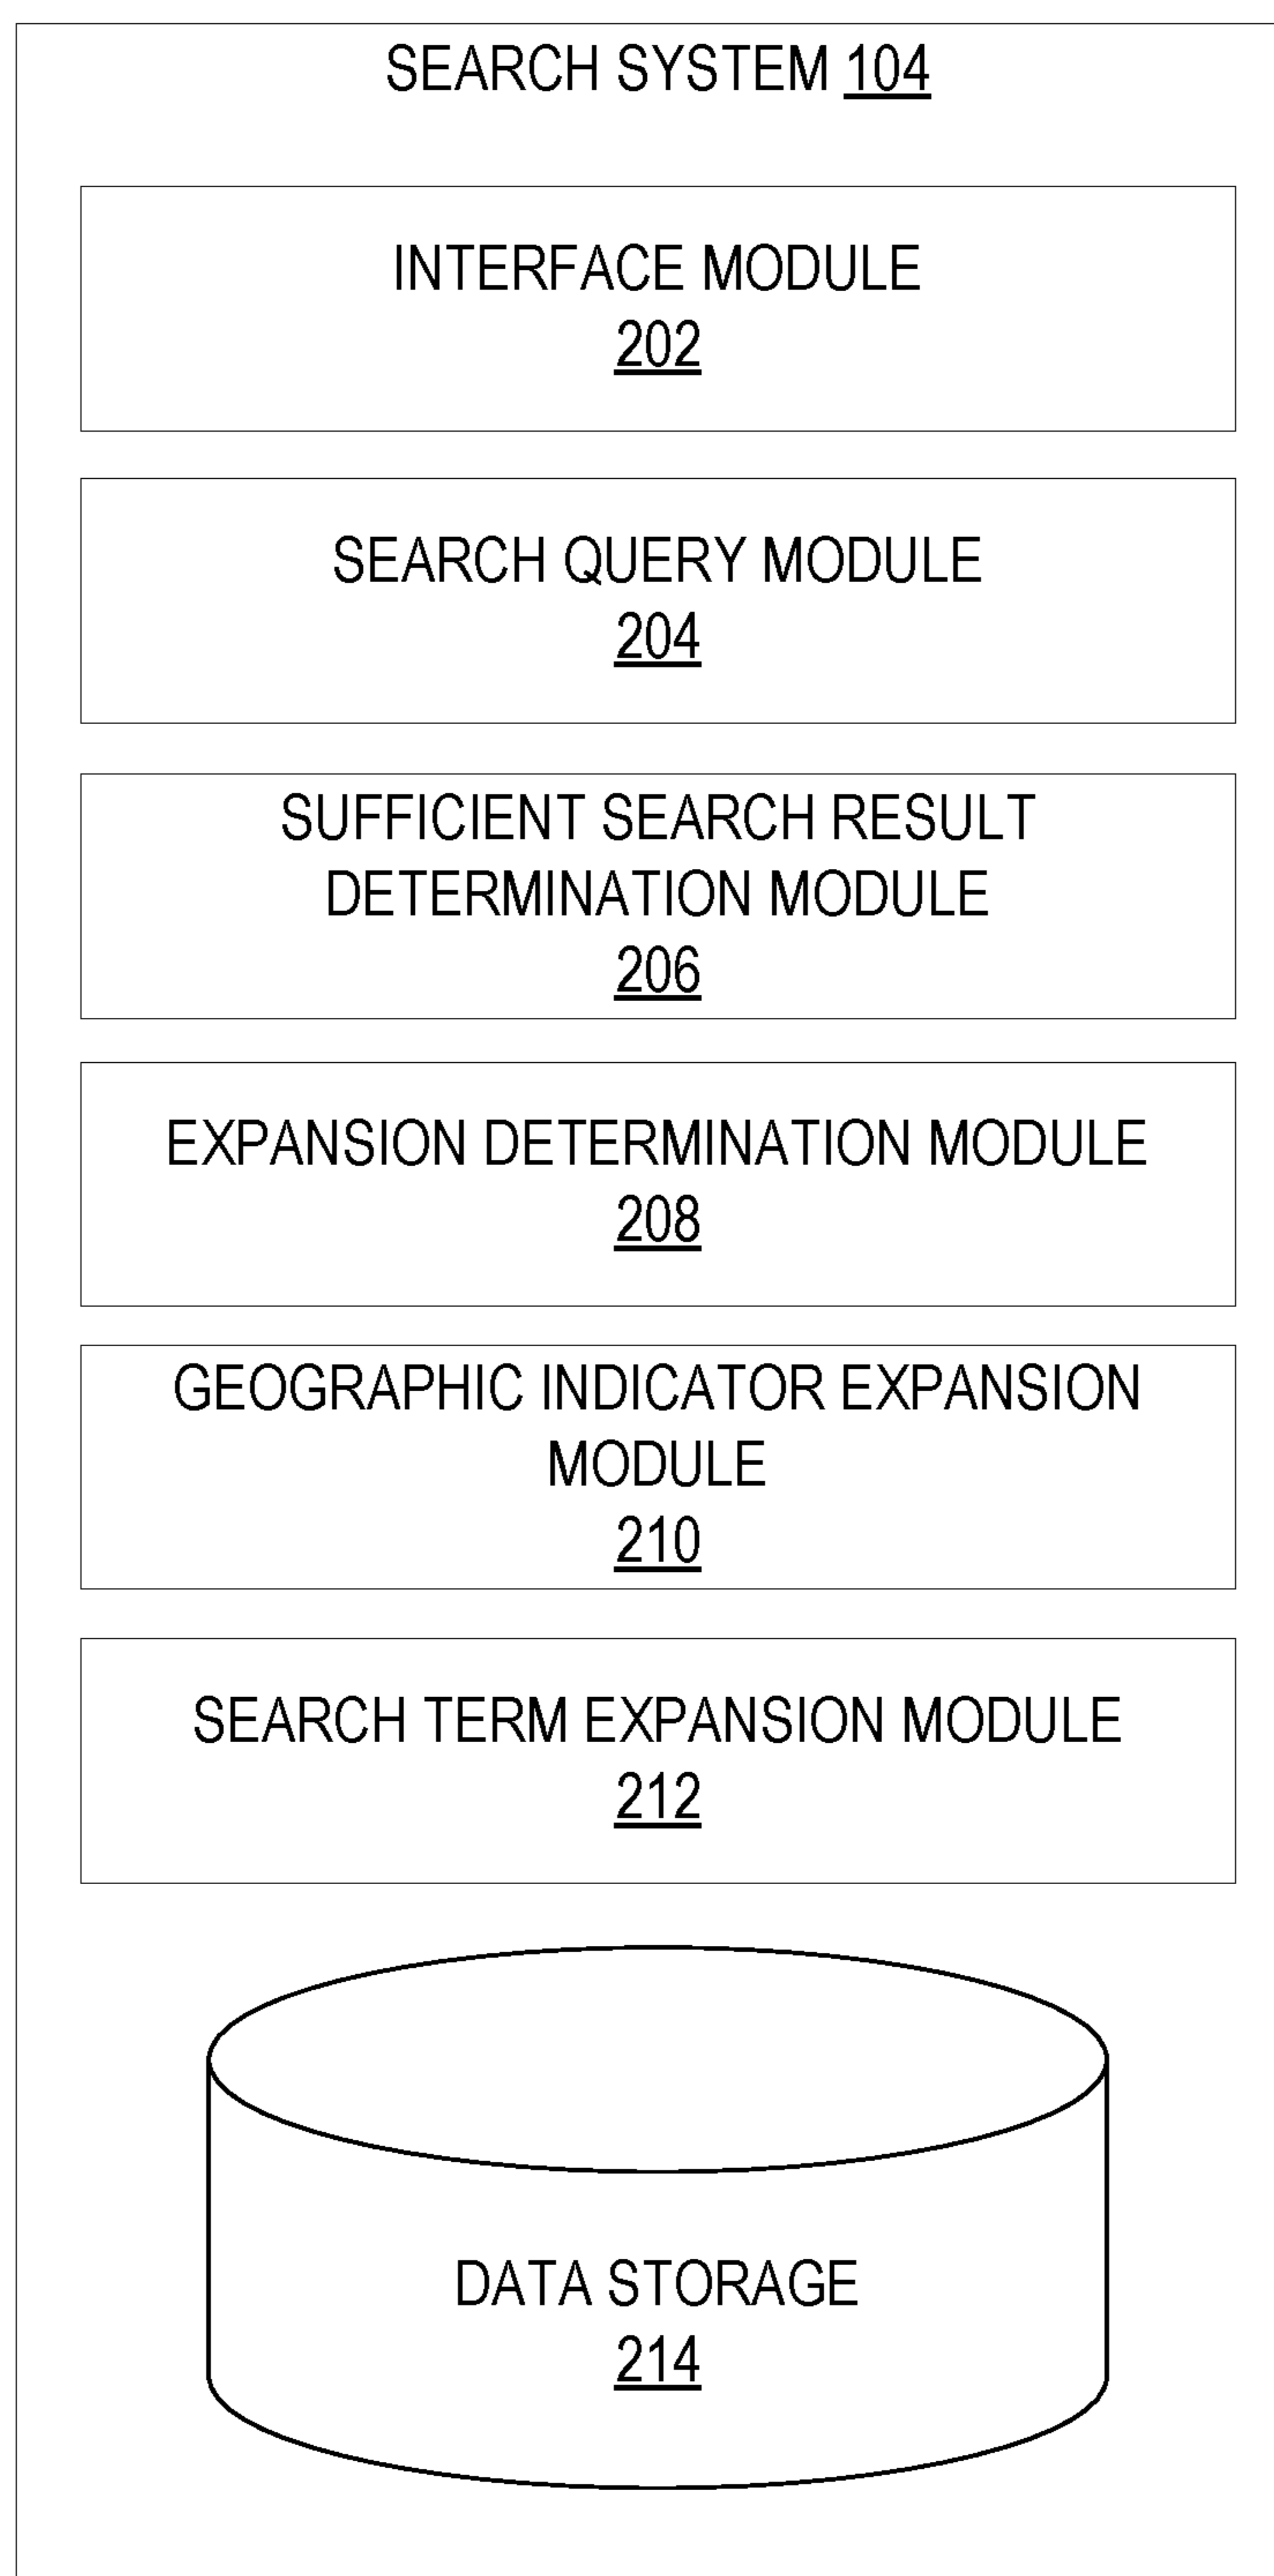 SEARCH SYSTEM 104
INTERFACE MODULE
202
SEARCH QUERY MODULE
204
SUFFICIENT SEARCH RESULT
DETERMINATION MODULE
206
EXPANSION DETERMINATION MODULE
208
GEOGRAPHIC INDICATOR EXPANSION
MODULE
210
SEARCH TERM EXPANSION MODULE
212
DATA STORAGE
214